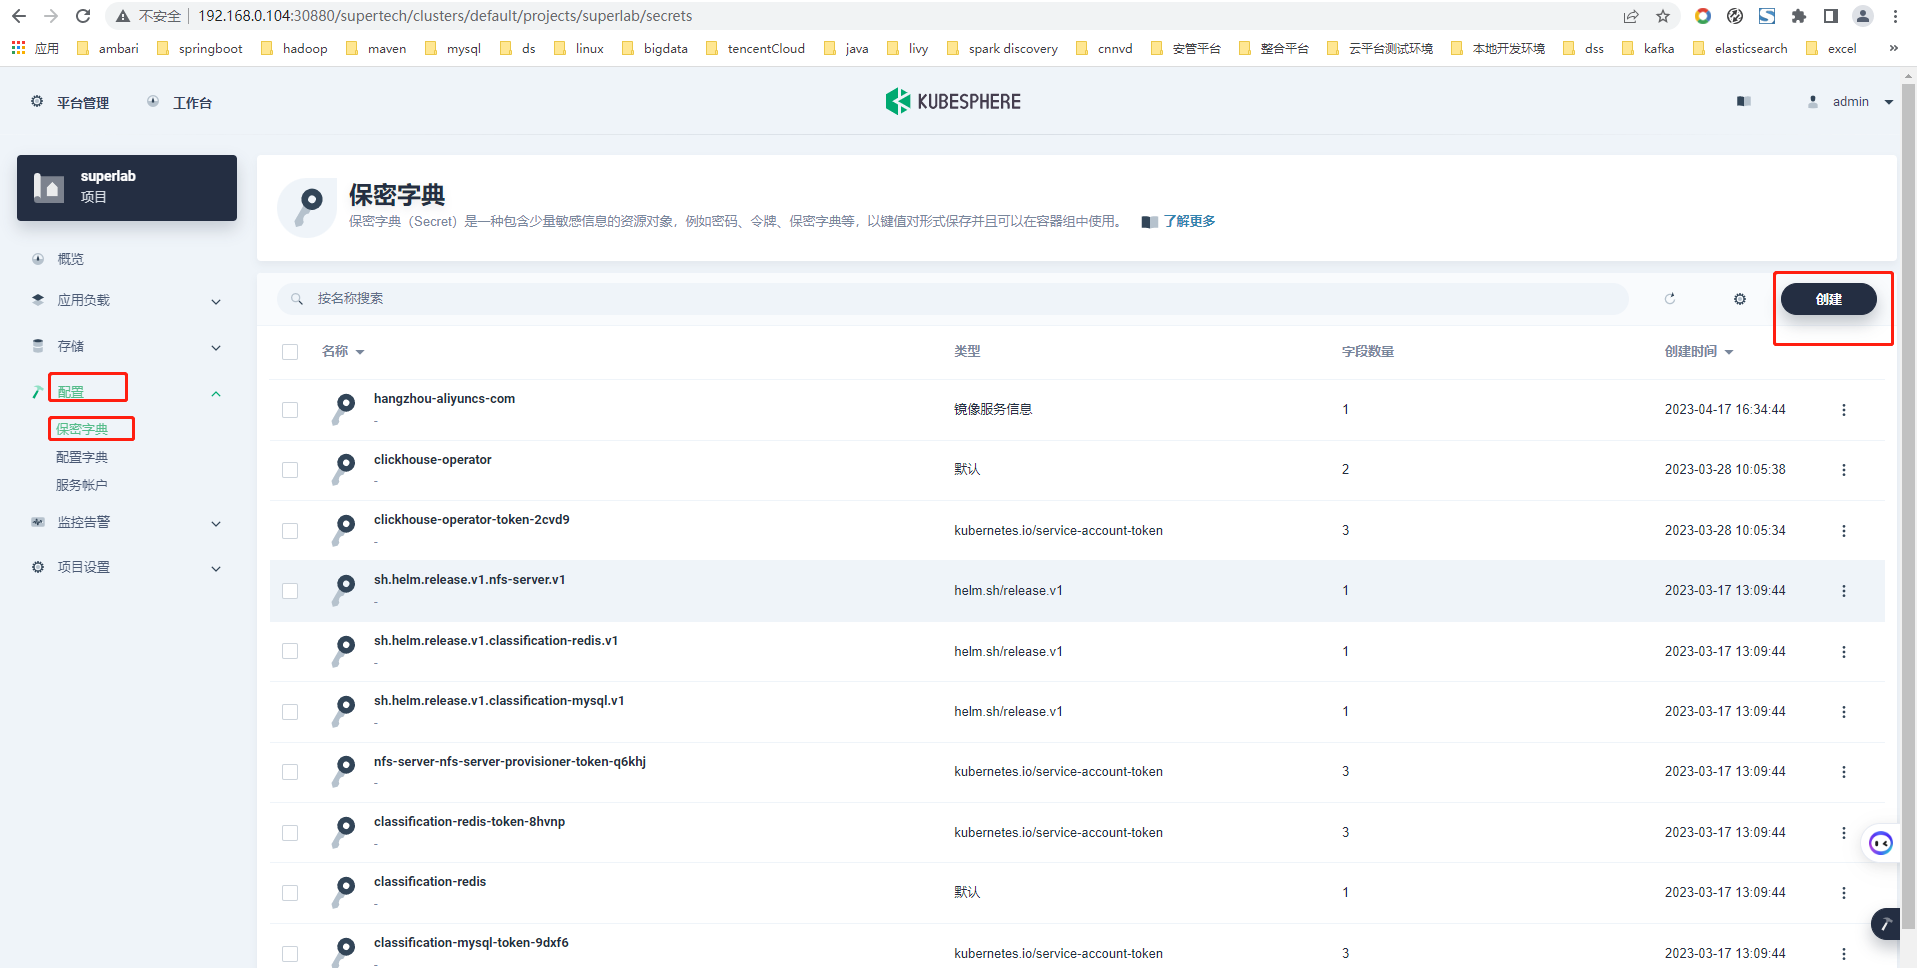 不安全 192.168.0.104:30880/supertech/clusters/default/projects/superlab/secrets
应用 ambari springboot hadoop maven mysql ds linux bigdata tencentCloud java livy spark discovery cnnvd 安管平台 整合平台 云平台测试环境 本地开发环境 dss kafka elasticsearch excel »
平台管理 工作台 KUBESPHERE admin
superlab
项目
概览
应用负载
存储
配置
保密字典
配置字典
服务帐户
监控告警
项目设置
保密字典
保密字典（Secret）是一种包含少量敏感信息的资源对象，例如密码、令牌、保密字典等，以键值对形式保存并且可以在容器组中使用。 了解更多
按名称搜索 创建
名称 类型 字段数量 创建时间
hangzhou-aliyuncs-com
-
镜像服务信息 1 2023-04-17 16:34:44
clickhouse-operator
-
默认 2 2023-03-28 10:05:38
clickhouse-operator-token-2cvd9
-
kubernetes.io/service-account-token 3 2023-03-28 10:05:34
sh.helm.release.v1.nfs-server.v1
-
helm.sh/release.v1 1 2023-03-17 13:09:44
sh.helm.release.v1.classification-redis.v1
-
helm.sh/release.v1 1 2023-03-17 13:09:44
sh.helm.release.v1.classification-mysql.v1
-
helm.sh/release.v1 1 2023-03-17 13:09:44
nfs-server-nfs-server-provisioner-token-q6khj
-
kubernetes.io/service-account-token 3 2023-03-17 13:09:44
classification-redis-token-8hvnp
-
kubernetes.io/service-account-token 3 2023-03-17 13:09:44
classification-redis
-
默认 1 2023-03-17 13:09:44
classification-mysql-token-9dxf6
-
kubernetes.io/service-account-token 3 2023-03-17 13:09:44